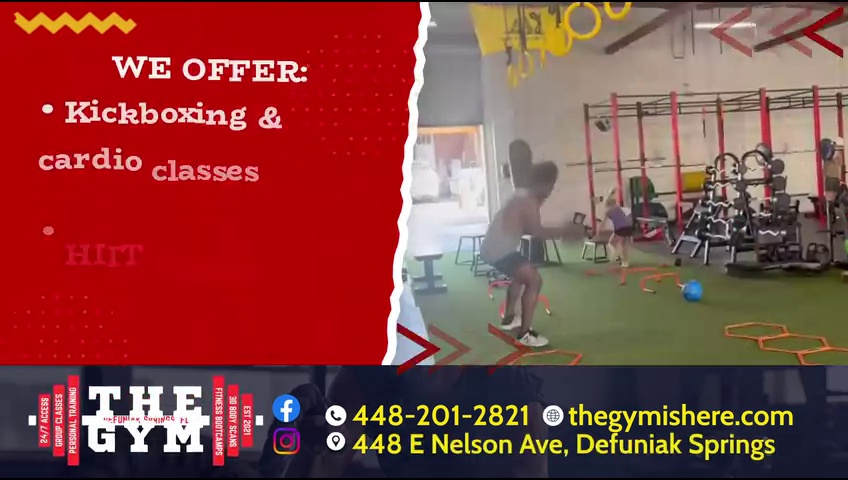 WE OFFER:
• Kickboxing &
cardio classes
• HIIT
24/7 ACCESS
GROUP CLASSES
PERSONAL TRAINING
THE
DEFUNIAK SPRINGS, FL
GYM
FITNESS BOOTCAMPS
3D BODY SCANS
EST 2021
448-201-2821
thegymishere.com
448 E Nelson Ave, Defuniak Springs